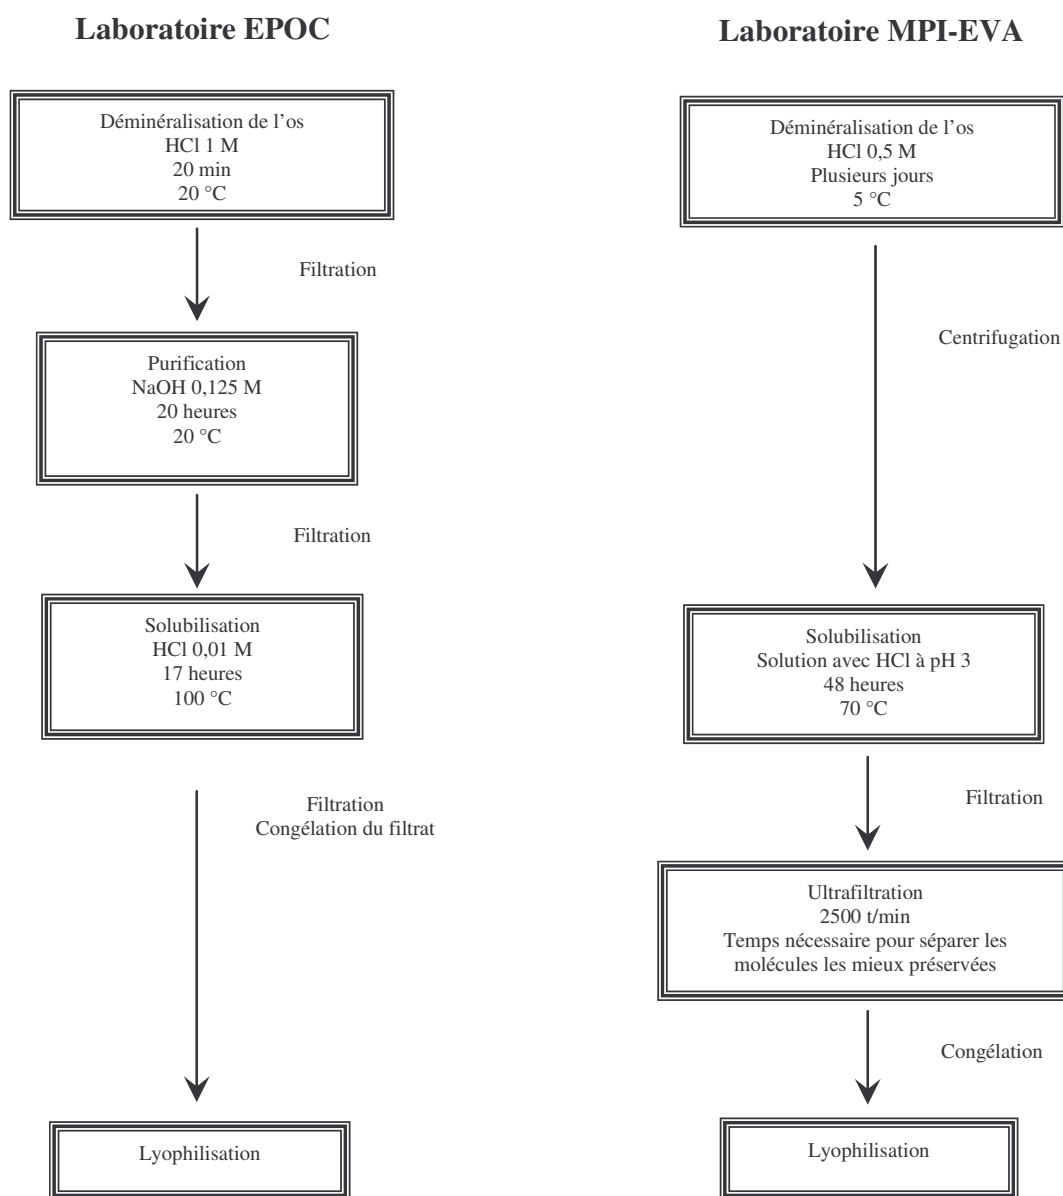 Laboratoire EPOC
Déminéralisation de l'os
HCl 1 M
20 min
20 °C
Filtration
Purification
NaOH 0,125 M
20 heures
20 °C
Filtration
Solubilisation
HCl 0,01 M
17 heures
100 °C
Filtration
Congélation du filtrat
Lyophilisation
Laboratoire MPI-EVA
Déminéralisation de l'os
HCl 0,5 M
Plusieurs jours
5 °C
Centrifugation
Solubilisation
Solution avec HCl à pH 3
48 heures
70 °C
Filtration
Ultrafiltration
2500 t/min
Temps nécessaire pour séparer les
molécules les mieux préservées
Congélation
Lyophilisation